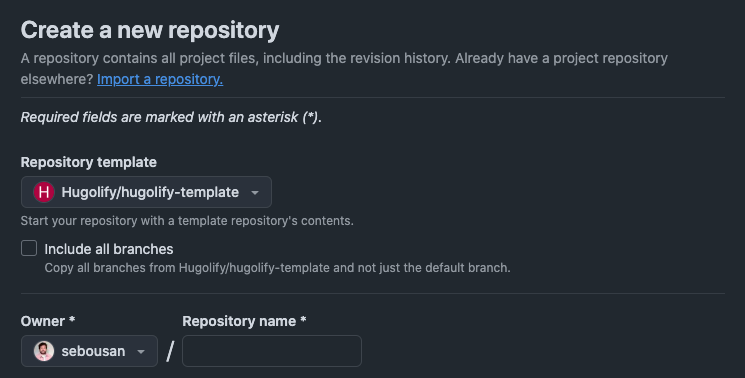 Create a new repository
A repository contains all project files, including the revision history. Already have a project repository
elsewhere? Import a repository.
Required fields are marked with an asterisk (*).
Repository template
H Hugolify/hugolify-template
Start your repository with a template repository's contents.
Include all branches
Copy all branches from Hugolify/hugolify-template and not just the default branch.
Owner * Repository name *
sebousan /